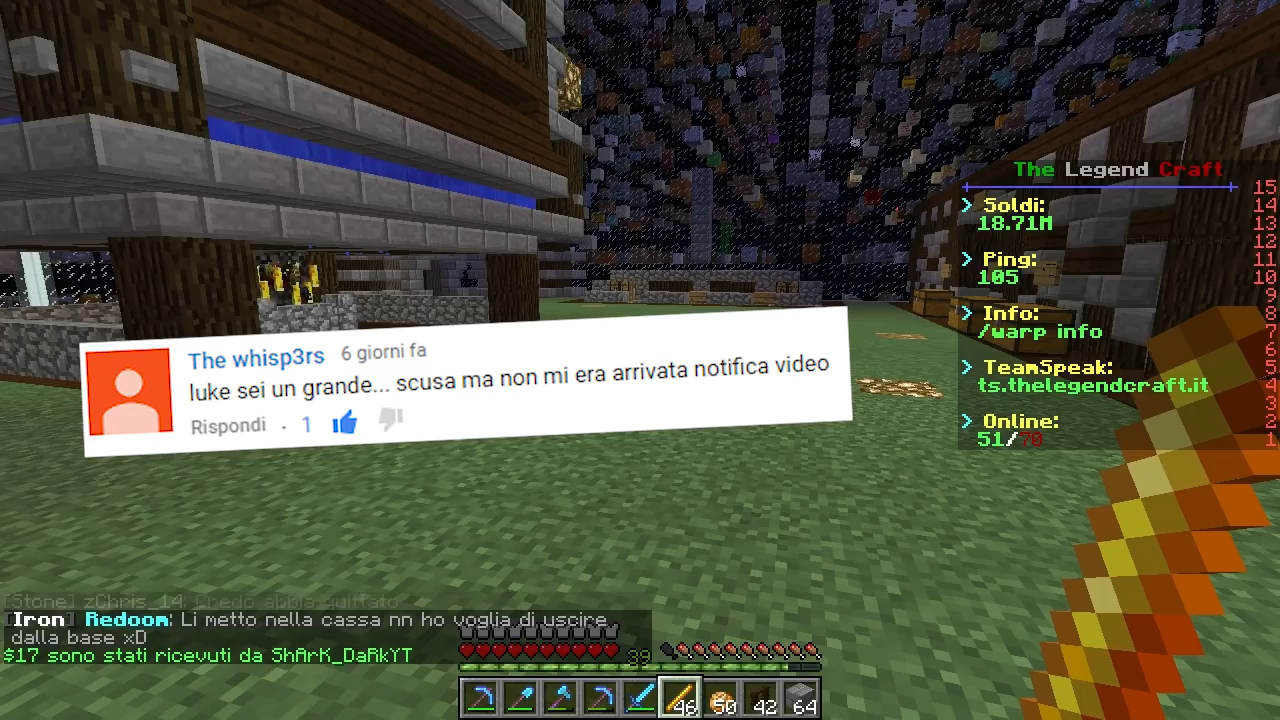 The Legend Craft
15
> Soldi:
14
18.71M
13
12
> Ping:
11
105
10
9
> Info:
8
/warp info
7
6
> TeamSpeak:
5
ts.thelegendcraft.it
4
3
> Online:
2
51/70
1
The whisp3rs 6 giorni fa
luke sei un grande... scusa ma non mi era arrivata notifica video
Rispondi · 1
[Stone] zChris_14: Credo abbia quittato
[Iron] Redoom: Li metto nella cassa nn ho voglia di uscire
dalla base xD
$17 sono stati ricevuti da ShArK_DaRkYT
39
46 50 42 64